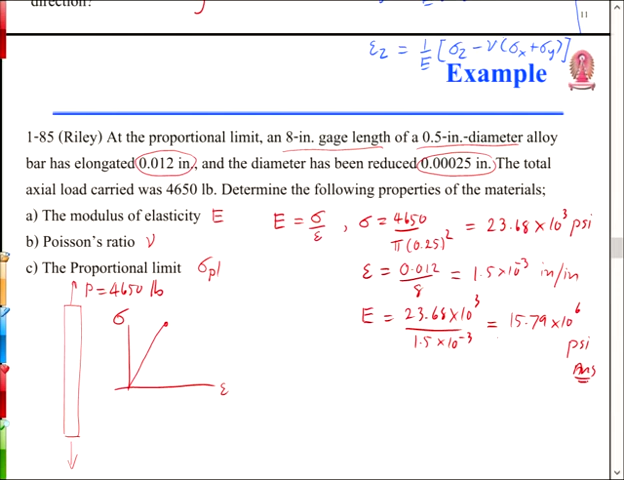 direction?
11
ε_z = 1/E [σ_z − ν(σ_x + σ_y)]
Example
1-85 (Riley) At the proportional limit, an 8-in. gage length of a 0.5-in.-diameter alloy
bar has elongated 0.012 in., and the diameter has been reduced 0.00025 in. The total
axial load carried was 4650 lb. Determine the following properties of the materials;
a) The modulus of elasticity E
E = σ/ε , σ = 4650/π(0.25)² = 23.68 × 10³ psi
b) Poisson's ratio ν
c) The Proportional limit σ_pl
ε = 0.012/8 = 1.5 × 10⁻³ in/in
P = 4650 lb
E = 23.68 × 10³/1.5 × 10⁻³ = 15.79 × 10⁶
psi
Ans
σ
ε